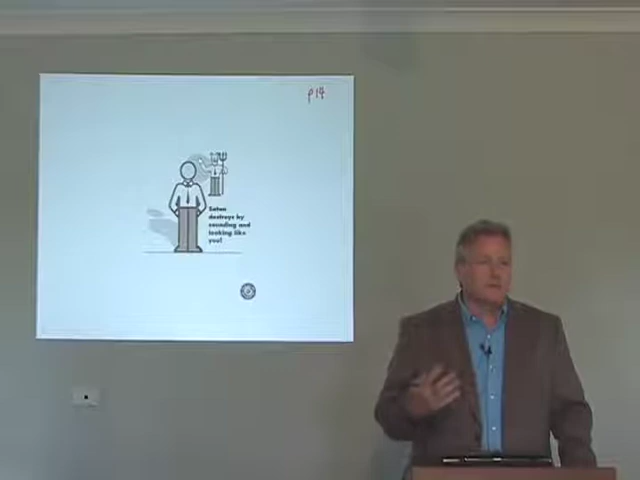 p14
Satan
destroys by
sounding and
looking like
you!